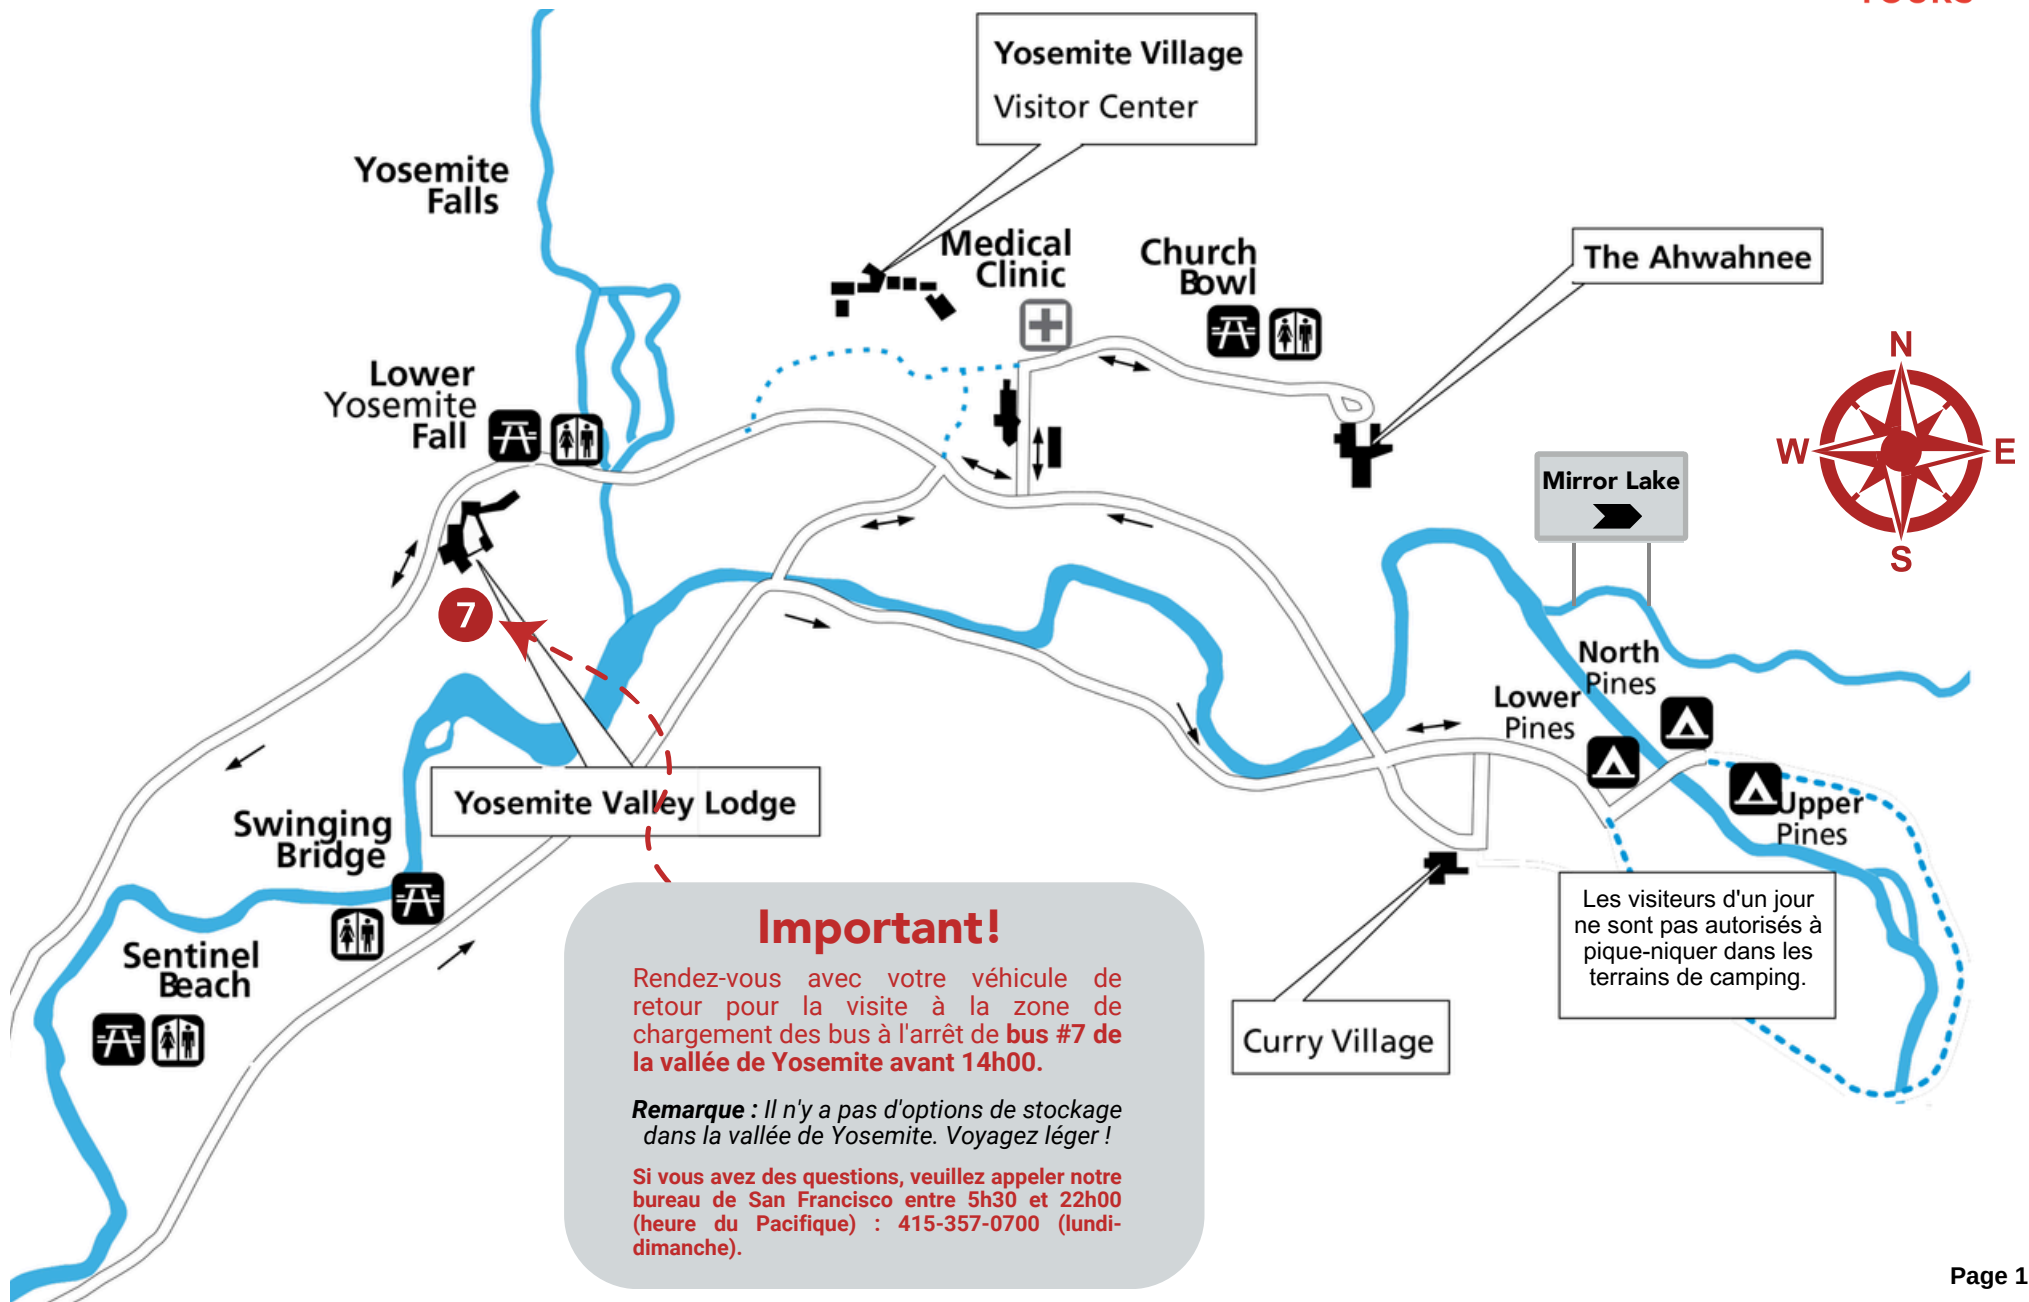 TOURS
Yosemite Village
Visitor Center
Yosemite
Falls
Medical
Clinic
Church
Bowl
The Ahwahnee
N
W
E
S
Lower
Yosemite
Fall
Mirror Lake
7
North
Pines
Lower
Pines
Yosemite Valley Lodge
Swinging
Bridge
Upper
Pines
Sentinel
Beach
Les visiteurs d'un jour
ne sont pas autorisés à
pique-niquer dans les
terrains de camping.
Curry Village
Important!
Rendez-vous avec votre véhicule de
retour pour la visite à la zone de
chargement des bus à l'arrêt de bus #7 de
la vallée de Yosemite avant 14h00.
Remarque : Il n'y a pas d'options de stockage
dans la vallée de Yosemite. Voyagez léger !
Si vous avez des questions, veuillez appeler notre
bureau de San Francisco entre 5h30 et 22h00
(heure du Pacifique) : 415-357-0700 (lundi-
dimanche).
Page 1